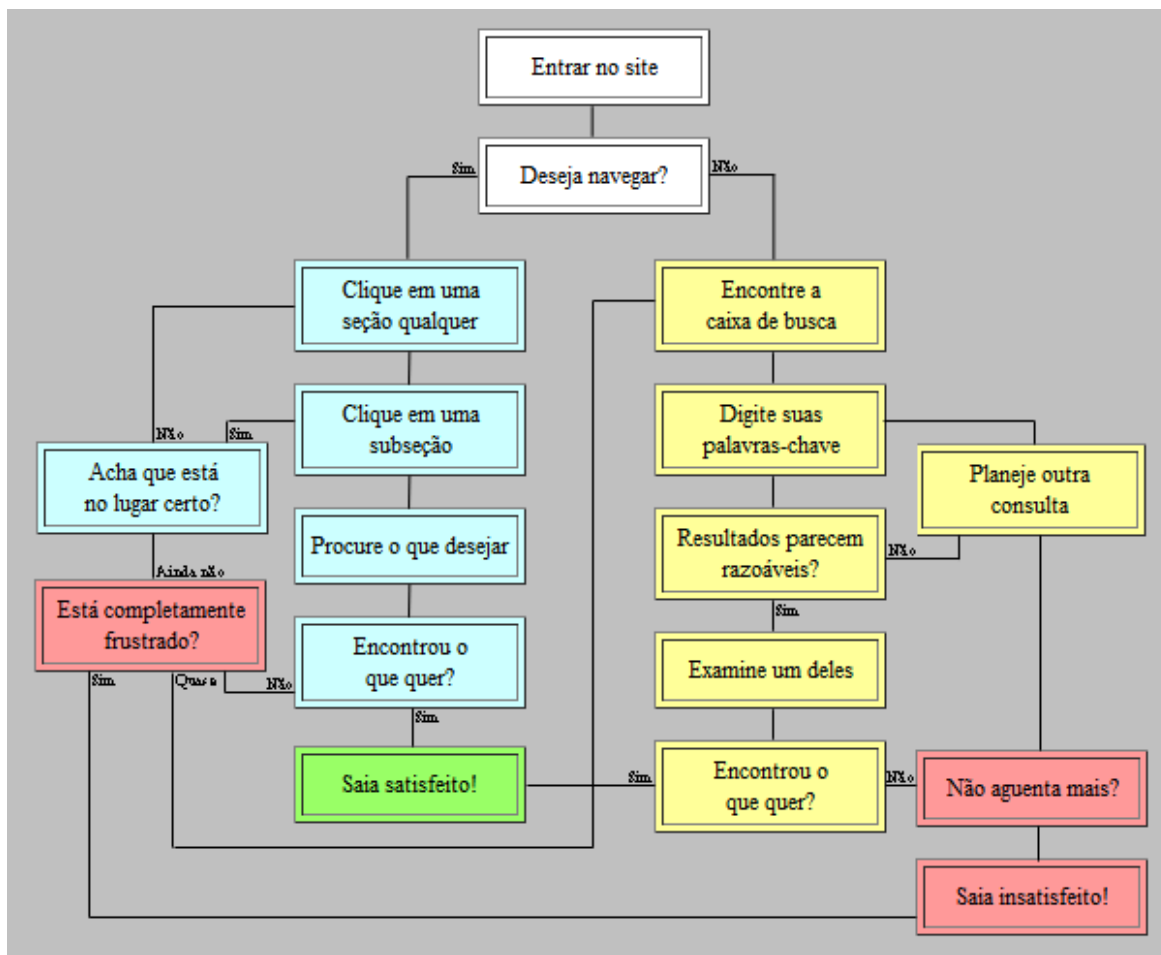 Entrar no site
Deseja navegar?
Sim
Não
Clique em uma
seção qualquer
Encontre a
caixa de busca
Clique em uma
subseção
Digite suas
palavras-chave
Não
Sim
Acha que está
no lugar certo?
Planeje outra
consulta
Procure o que desejar
Resultados parecem
razoáveis?
Não
Ainda não
Está completamente
frustrado?
Sim
Encontrou o
que quer?
Examine um deles
Sim
Quase
Não
Sim
Saia satisfeito!
Sim
Encontrou o
que quer?
Não
Não aguenta mais?
Saia insatisfeito!